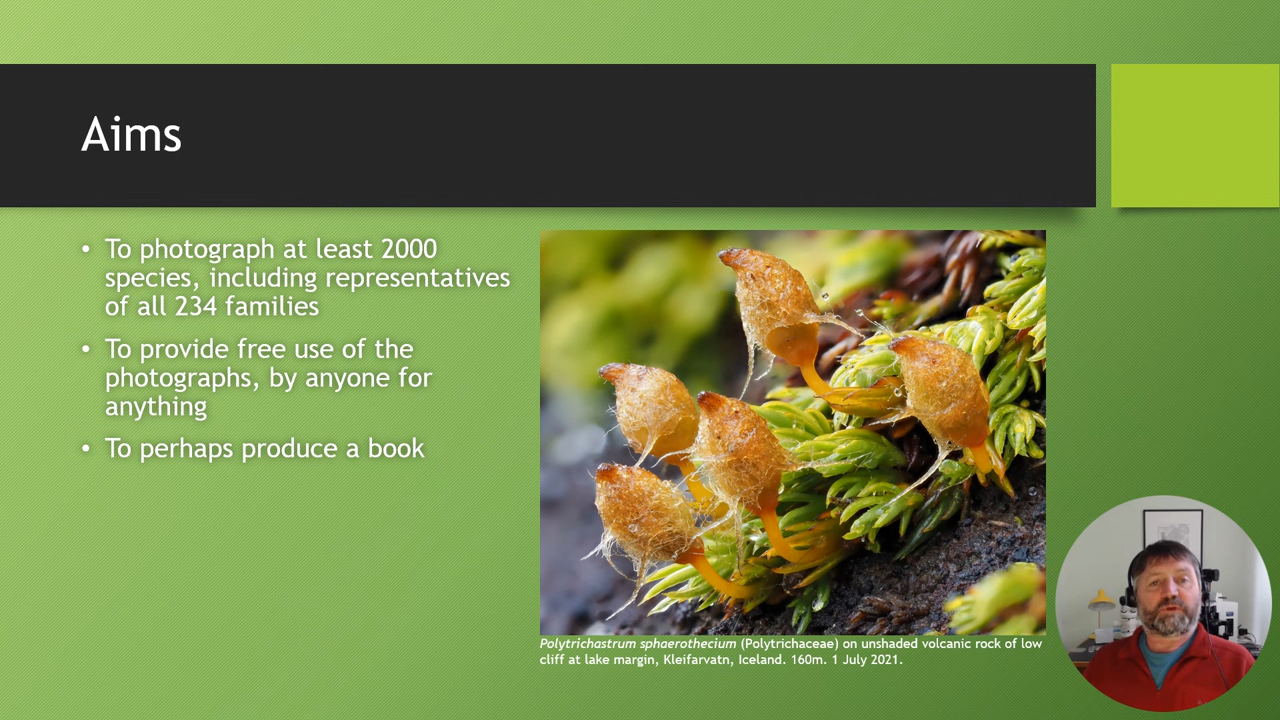 Aims
• To photograph at least 2000
species, including representatives
of all 234 families
• To provide free use of the
photographs, by anyone for
anything
• To perhaps produce a book
Polytrichastrum sphaerothecium (Polytrichaceae) on unshaded volcanic rock of low
cliff at lake margin, Kleifarvatn, Iceland. 160m. 1 July 2021.